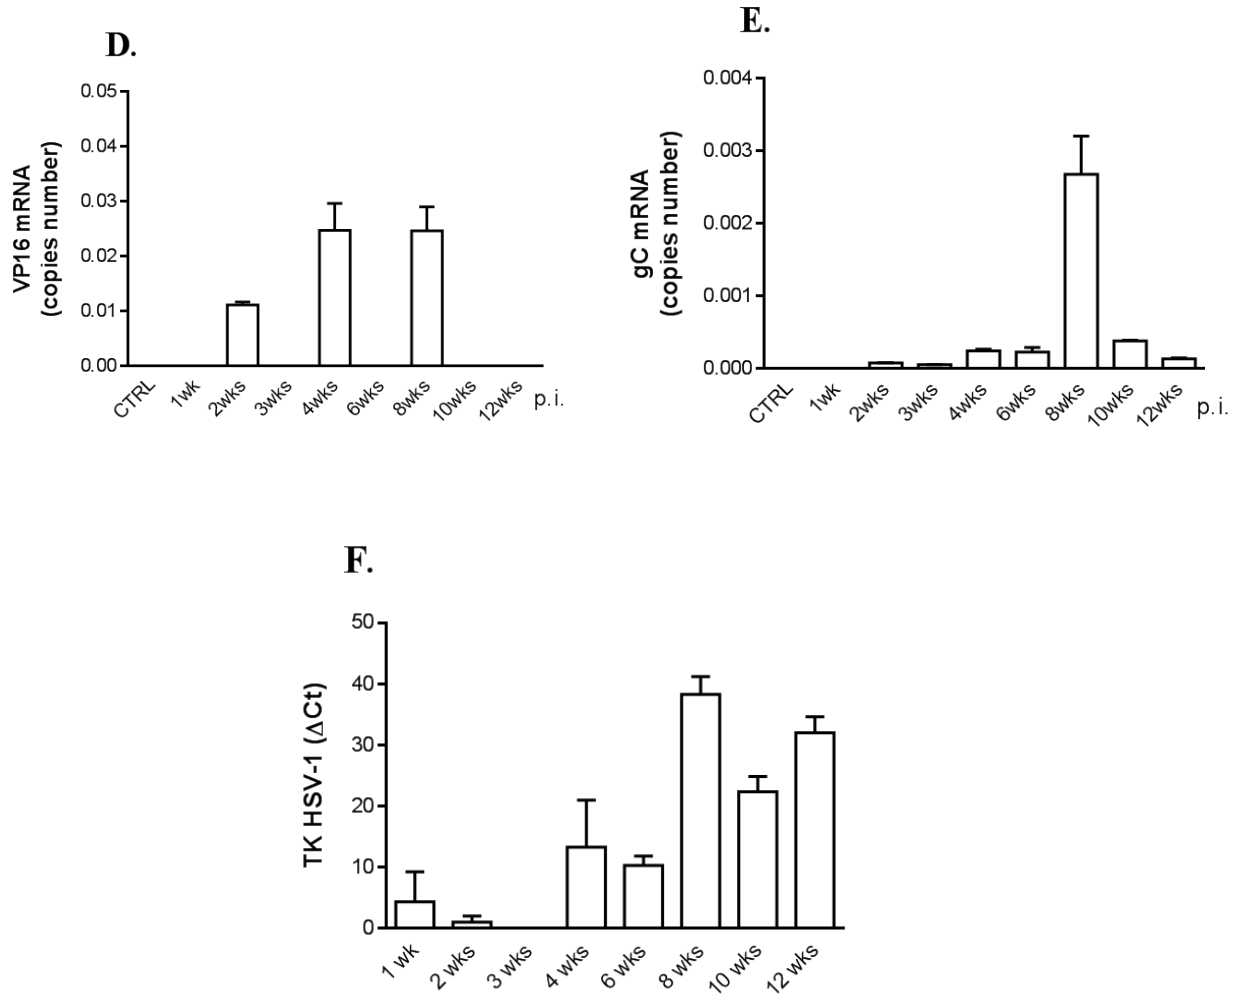 D.
VP16 mRNA
(copies number)
0.05
0.04
0.03
0.02
0.01
0.00
CTRL
1wk
2wks
3wks
4wks
6wks
8wks
10wks
12wks
p.i.
E.
gC mRNA
(copies number)
0.004
0.003
0.002
0.001
0.000
CTRL
1wk
2wks
3wks
4wks
6wks
8wks
10wks
12wks
p.i.
F.
TK HSV-1 (ΔCt)
50
40
30
20
10
0
1 wk
2 wks
3 wks
4 wks
6 wks
8 wks
10 wks
12 wks